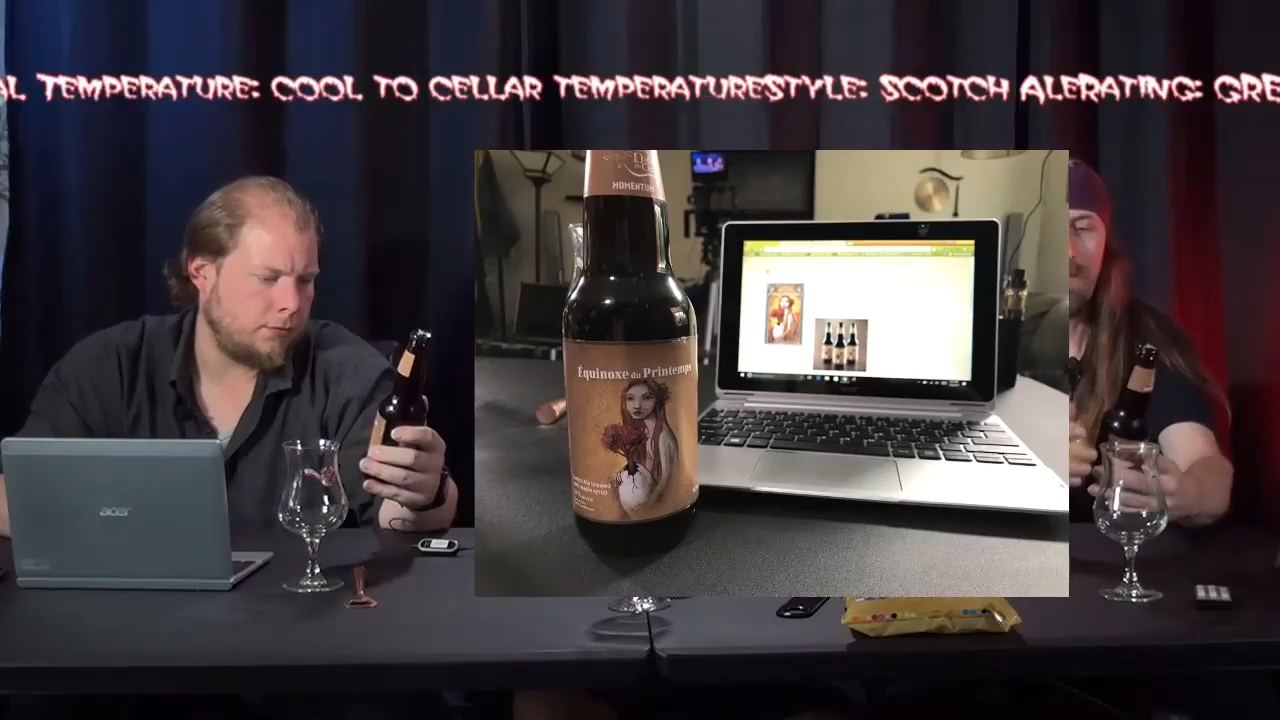 AL TEMPERATURE: COOL TO CELLAR TEMPERATURESTYLE: SCOTCH ALERATING: GRE
MOMENTUM
Équinoxe du Printemps
acer